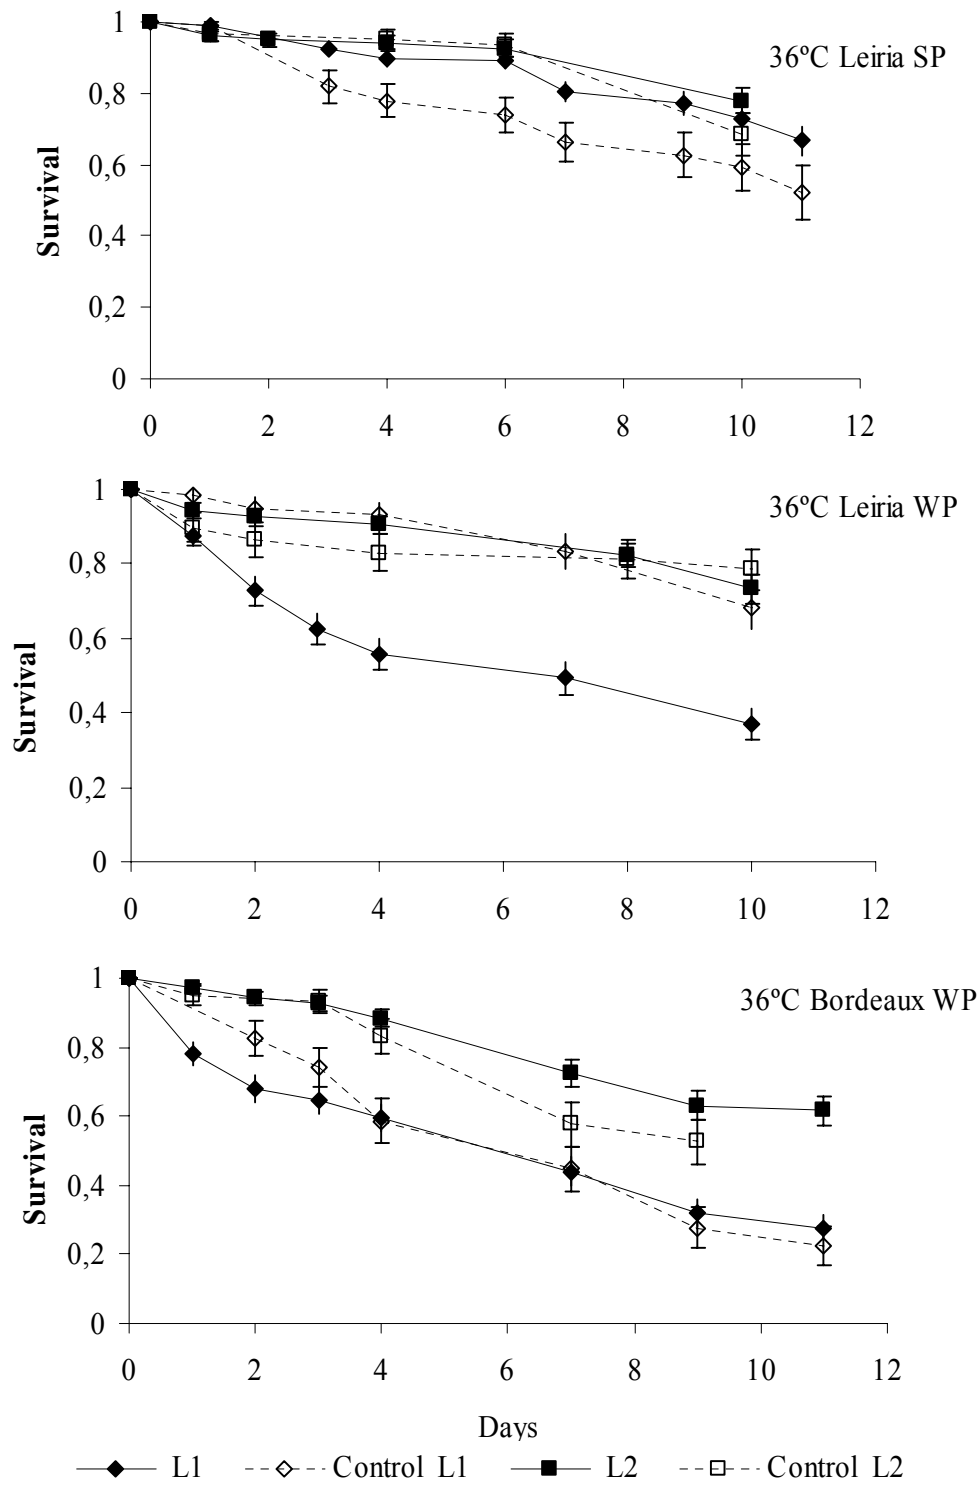 36ºC Leiria SP
Survival
1
0,8
0,6
0,4
0,2
0
0 2 4 6 8 10 12
36ºC Leiria WP
Survival
1
0,8
0,6
0,4
0,2
0
0 2 4 6 8 10 12
36ºC Bordeaux WP
Survival
1
0,8
0,6
0,4
0,2
0
0 2 4 6 8 10 12
Days
L1 Control L1 L2 Control L2